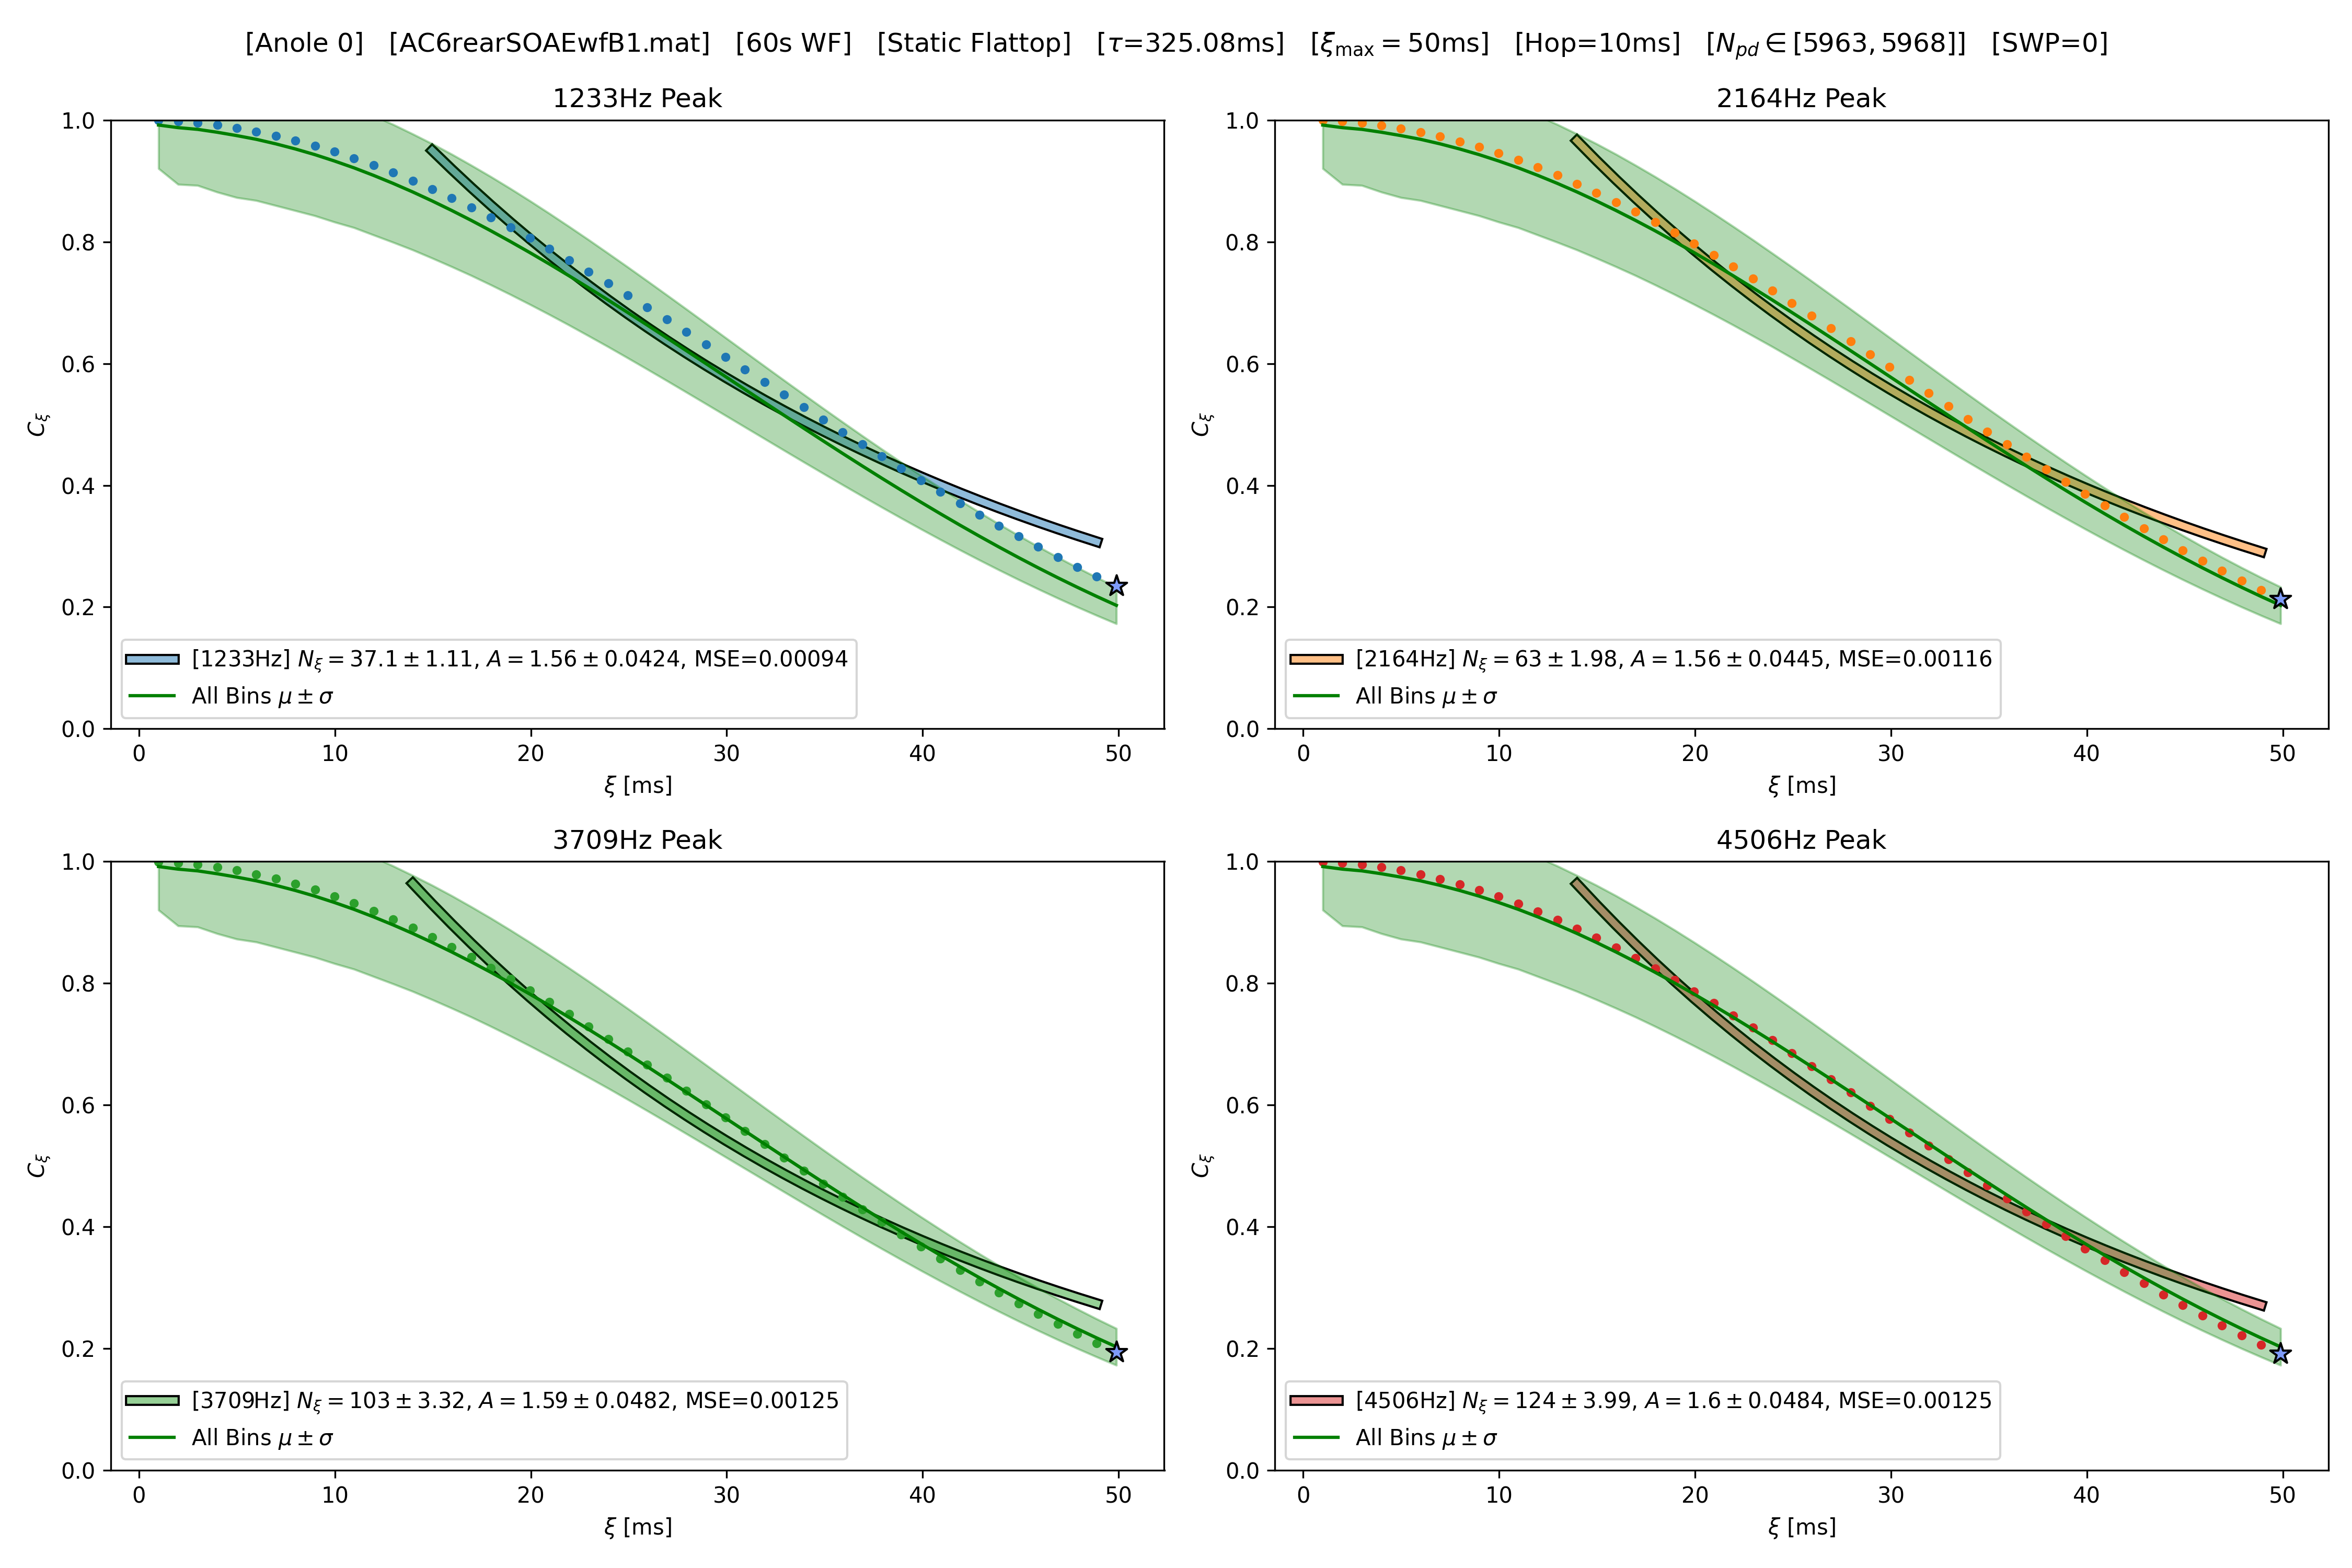 [Anole 0] [AC6rearSOAEwfB1.mat] [60s WF] [Static Flattop] [τ=325.08ms] [ξmax = 50ms] [Hop=10ms] [Npd ∈ [5963, 5968]] [SWP=0]
1233Hz Peak
1.0
0.8
0.6
0.4
0.2
0.0
Cξ
[1233Hz] Nξ = 37.1 ± 1.11, A = 1.56 ± 0.0424, MSE=0.00094
All Bins μ ± σ
0 10 20 30 40 50
ξ [ms]
2164Hz Peak
1.0
0.8
0.6
0.4
0.2
0.0
Cξ
[2164Hz] Nξ = 63 ± 1.98, A = 1.56 ± 0.0445, MSE=0.00116
All Bins μ ± σ
0 10 20 30 40 50
ξ [ms]
3709Hz Peak
1.0
0.8
0.6
0.4
0.2
0.0
Cξ
[3709Hz] Nξ = 103 ± 3.32, A = 1.59 ± 0.0482, MSE=0.00125
All Bins μ ± σ
0 10 20 30 40 50
ξ [ms]
4506Hz Peak
1.0
0.8
0.6
0.4
0.2
0.0
Cξ
[4506Hz] Nξ = 124 ± 3.99, A = 1.6 ± 0.0484, MSE=0.00125
All Bins μ ± σ
0 10 20 30 40 50
ξ [ms]